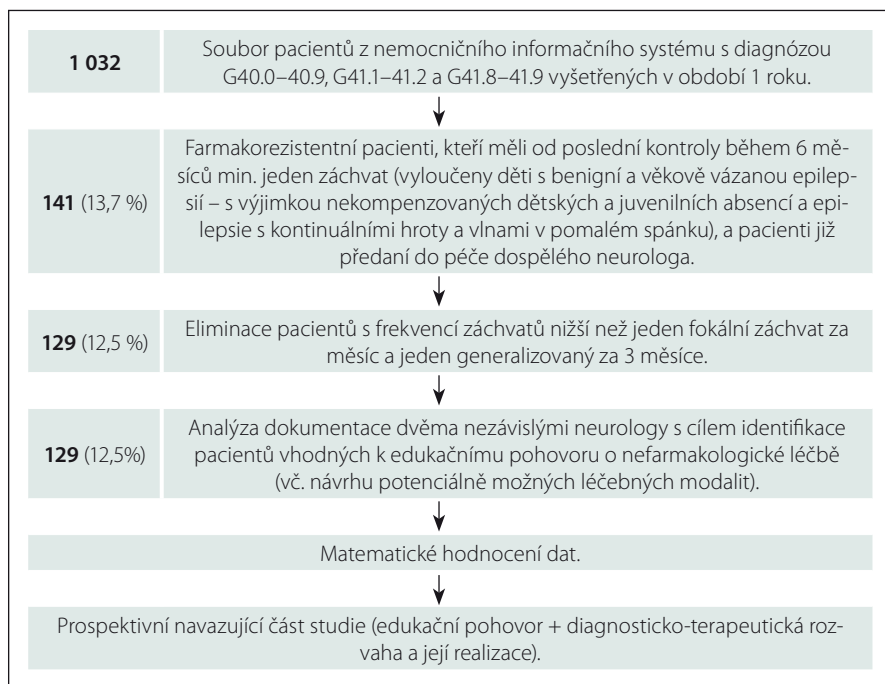 1 032
Soubor pacientů z nemocničního informačního systému s diagnózou
G40.0–40.9, G41.1–41.2 a G41.8–41.9 vyšetřených v období 1 roku.
141 (13,7 %)
Farmakorezistentní pacienti, kteří měli od poslední kontroly během 6 mě-
síců min. jeden záchvat (vyloučeny děti s benigní a věkově vázanou epilep-
sií – s výjimkou nekompenzovaných dětských a juvenilních absencí a epi-
lepsie s kontinuálními hroty a vlnami v pomalém spánku), a pacienti již
předaní do péče dospělého neurologa.
129 (12,5 %)
Eliminace pacientů s frekvencí záchvatů nižší než jeden fokální záchvat za
měsíc a jeden generalizovaný za 3 měsíce.
129 (12,5%)
Analýza dokumentace dvěma nezávislými neurology s cílem identifikace
pacientů vhodných k edukačnímu pohovoru o nefarmakologické léčbě
(vč. návrhu potenciálně možných léčebných modalit).
Matematické hodnocení dat.
Prospektivní navazující část studie (edukační pohovor + diagnosticko-terapeutická roz-
vaha a její realizace).